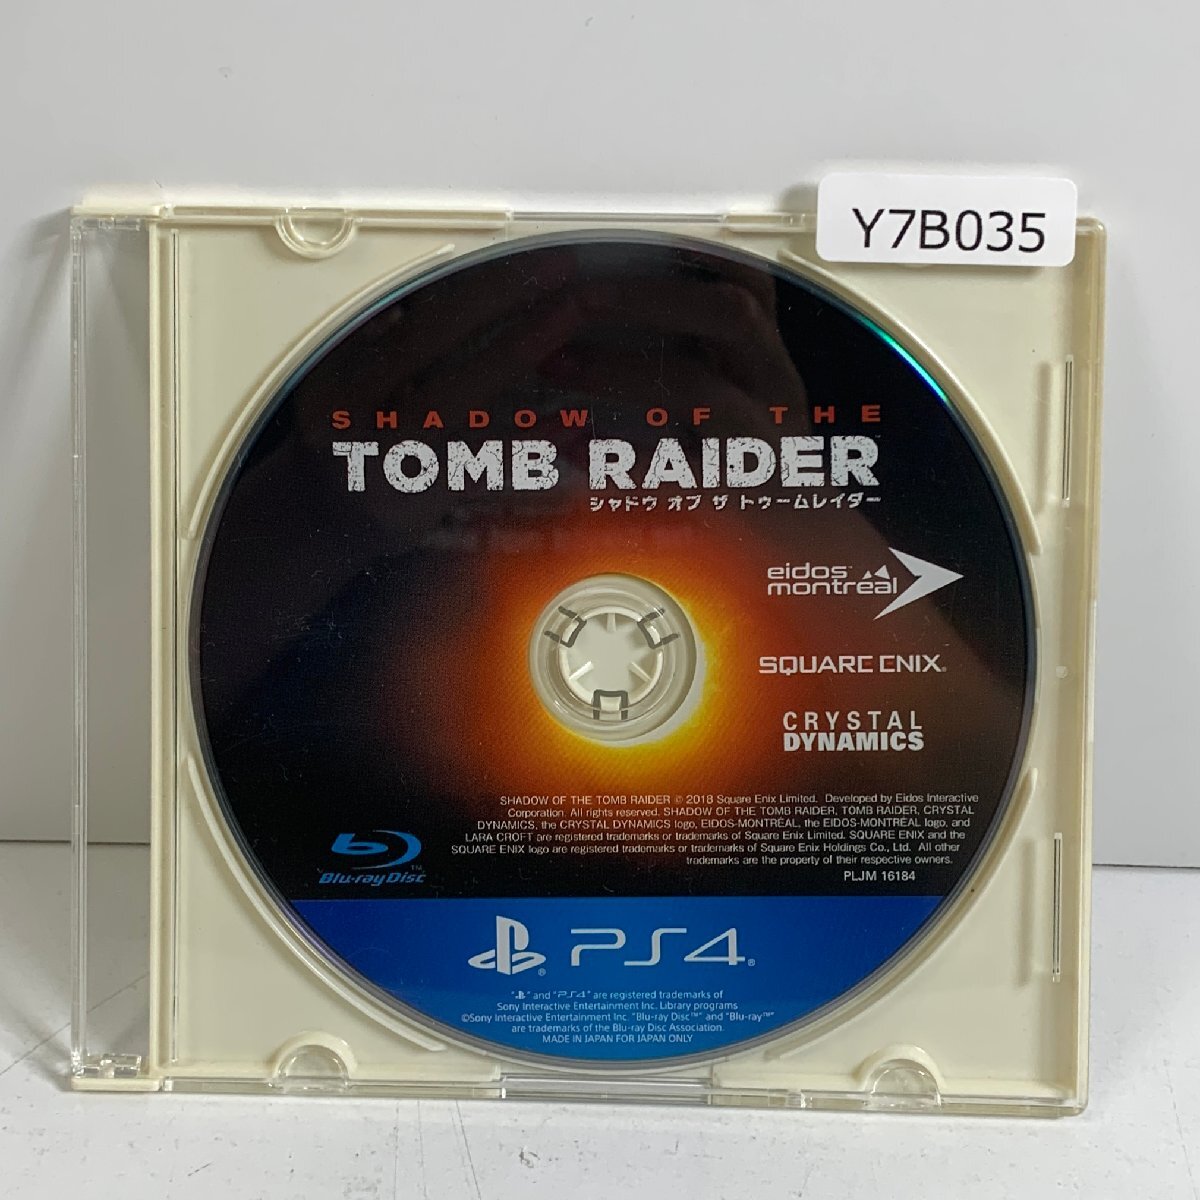 Y7B035
SHADOW OF THE
TOMB RAIDER
シャドウ オブ ザ トゥームレイダー
eidos™
montréal
SQUARE ENIX®
CRYSTAL
DYNAMICS
SHADOW OF THE TOMB RAIDER © 2018 Square Enix Limited. Developed by Eidos Interactive
Corporation. All rights reserved. SHADOW OF THE TOMB RAIDER, TOMB RAIDER, CRYSTAL
DYNAMICS, the CRYSTAL DYNAMICS logo, EIDOS-MONTRÉAL, the EIDOS-MONTRÉAL logo, and
LARA CROFT are registered trademarks or trademarks of Square Enix Limited. SQUARE ENIX and the
SQUARE ENIX logo are registered trademarks or trademarks of Square Enix Holdings Co., Ltd. All other
trademarks are the property of their respective owners.
PLJM 16184
Blu-ray Disc™
PS4®
" " and "PS4" are registered trademarks of
Sony Interactive Entertainment Inc. Library programs
©Sony Interactive Entertainment Inc. "Blu-ray Disc™" and "Blu-ray™"
are trademarks of the Blu-ray Disc Association.
MADE IN JAPAN FOR JAPAN ONLY